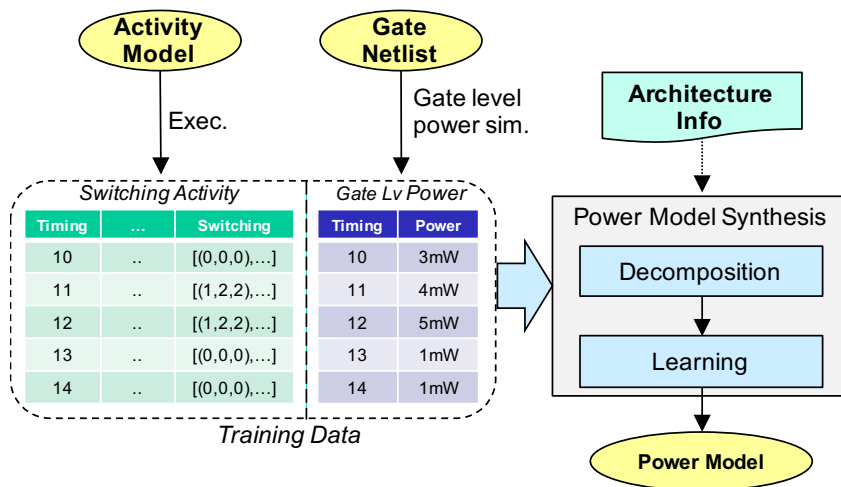 Activity
Model
Gate
Netlist
Architecture
Info
Exec.
Gate level
power sim.
Switching Activity
Gate Lv Power
Timing ... Switching
10 .. [(0,0,0),...]
11 .. [(1,2,2),...]
12 .. [(1,2,2),...]
13 .. [(0,0,0),...]
14 .. [(0,0,0),...]
Timing Power
10 3mW
11 4mW
12 5mW
13 1mW
14 1mW
Training Data
Power Model Synthesis
Decomposition
Learning
Power Model